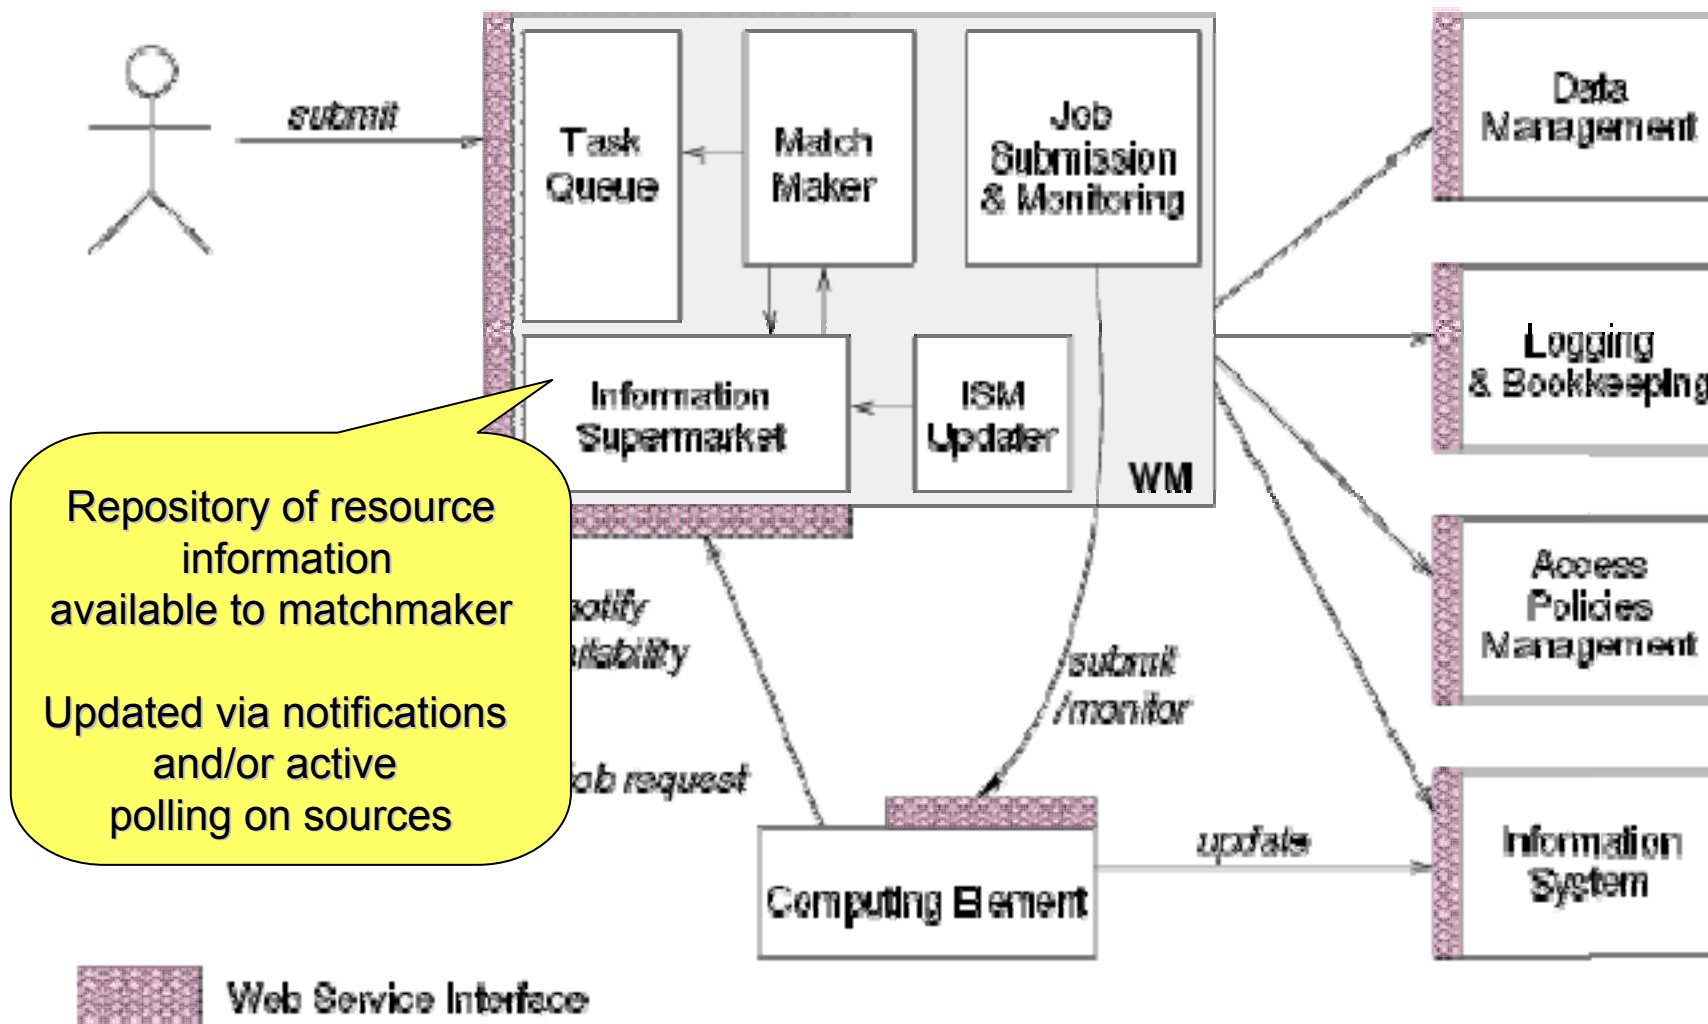 submit
Task
Queue
Match
Maker
Job
Submission
& Monitoring
Data
Management
Information
Supermarket
ISM
Updater
WM
Logging
& Bookkeeping
Repository of resource
information
available to matchmaker
Updated via notifications
and/or active
polling on sources
submit
/monitor
job request
Access
Policies
Management
Computing Element
update
Information
System
Web Service Interface